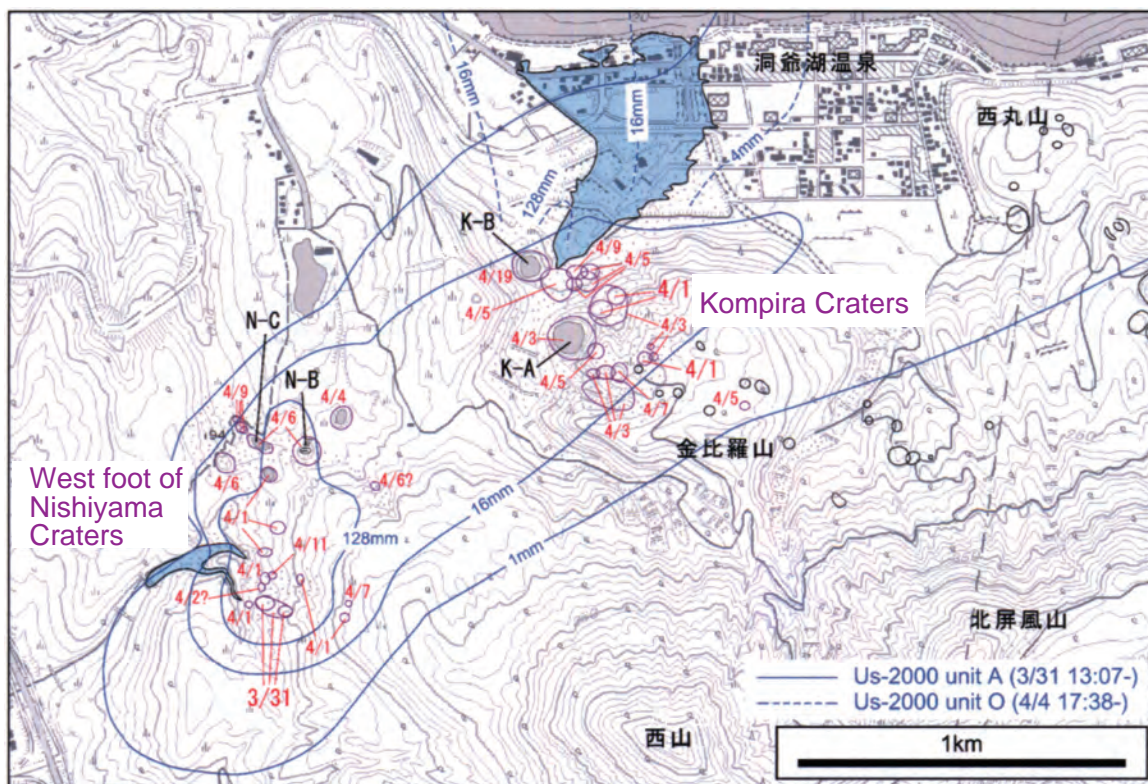 洞爺湖温泉
16mm
16mm
西丸山
4mm
128mm
K-B
4/9
4/5
4/19
4/1
Kompira Craters
4/5
4/3
N-C
4/3
K-A
4/1
N-B
4/5
4/7
4/5
4/9
4/6
4/4
4/3
194
金比羅山
West foot of
Nishiyama
Craters
4/6
4/6?
16mm
4/1
128mm
1mm
4/11
4/1
4/2?
4/7
4/1
4/1
北屏風山
3/31
Us-2000 unit A (3/31 13:07-)
Us-2000 unit O (4/4 17:38-)
西山
1km